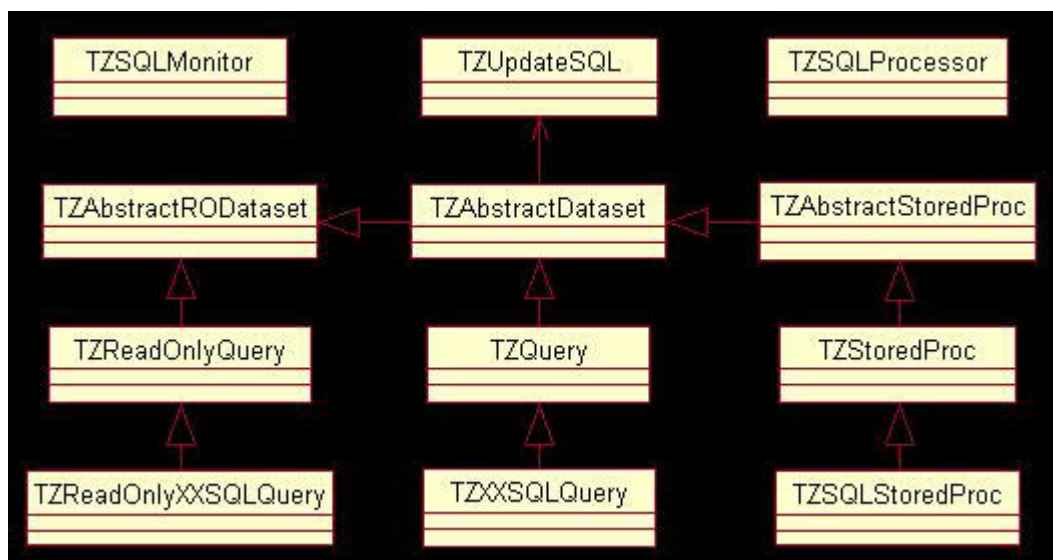 TZSQLMonitor
TZUpdateSQL
TZSQLProcessor
TZAbstractRODataset
TZAbstractDataset
TZAbstractStoredProc
TZReadOnlyQuery
TZQuery
TZStoredProc
TZReadOnlyXXSQLQuery
TZXXSQLQuery
TZSQLStoredProc